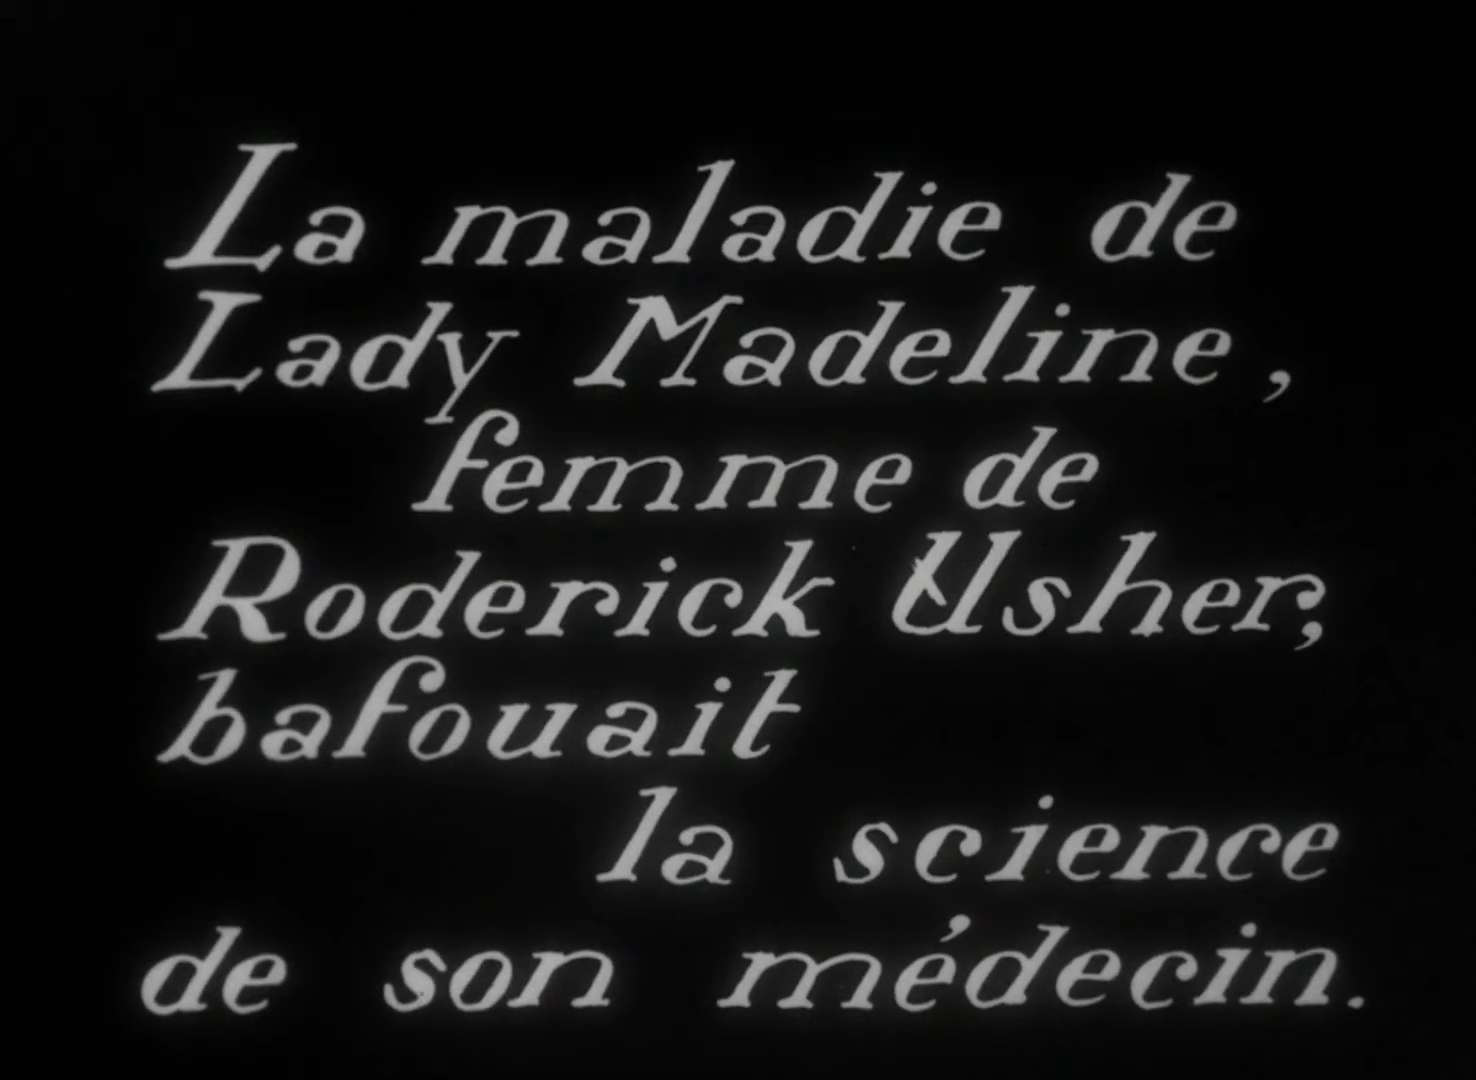 La maladie de
Lady Madeline,
femme de
Roderick Usher,
bafouait
la science
de son médecin.